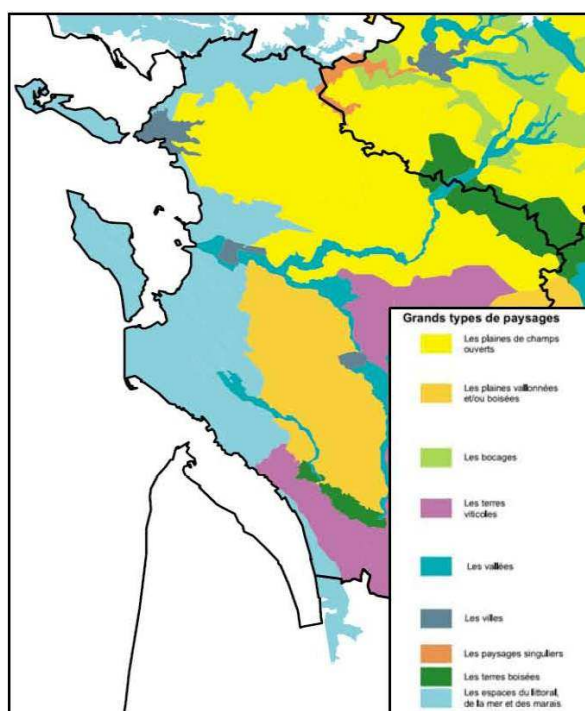 Grands types de paysages
Les plaines de champs
ouverts
Les plaines vallonnées
et/ou boisées
Les bocages
Les terres
viticoles
Les vallées
Les villes
Les paysages singuliers
Les terres boisées
Les espaces du littoral,
de la mer et des marais